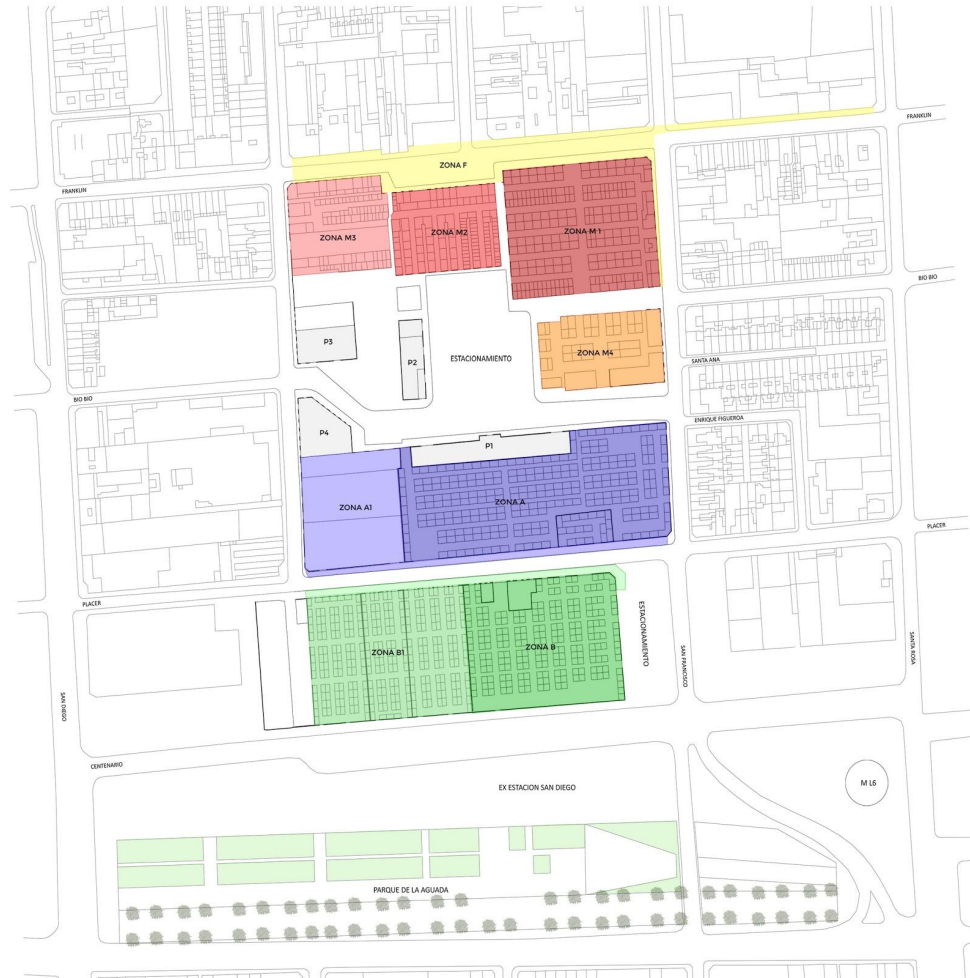 FRANKLIN
ZONA F
FRANKLIN
ZONA M3
ZONA M2
ZONA M 1
BIO BIO
P3
P2
ESTACIONAMIENTO
ZONA M4
SANTA ANA
BIO BIO
P4
P1
ENRIQUE FIGUEROA
ZONA A1
ZONA A
PLACER
PLACER
ZONA B1
ZONA B
ESTACIONAMIENTO
SAN FRANCISCO
SANTA ROSA
SAN DIEGO
CENTENARIO
EX ESTACION SAN DIEGO
M L6
PARQUE DE LA AGUADA